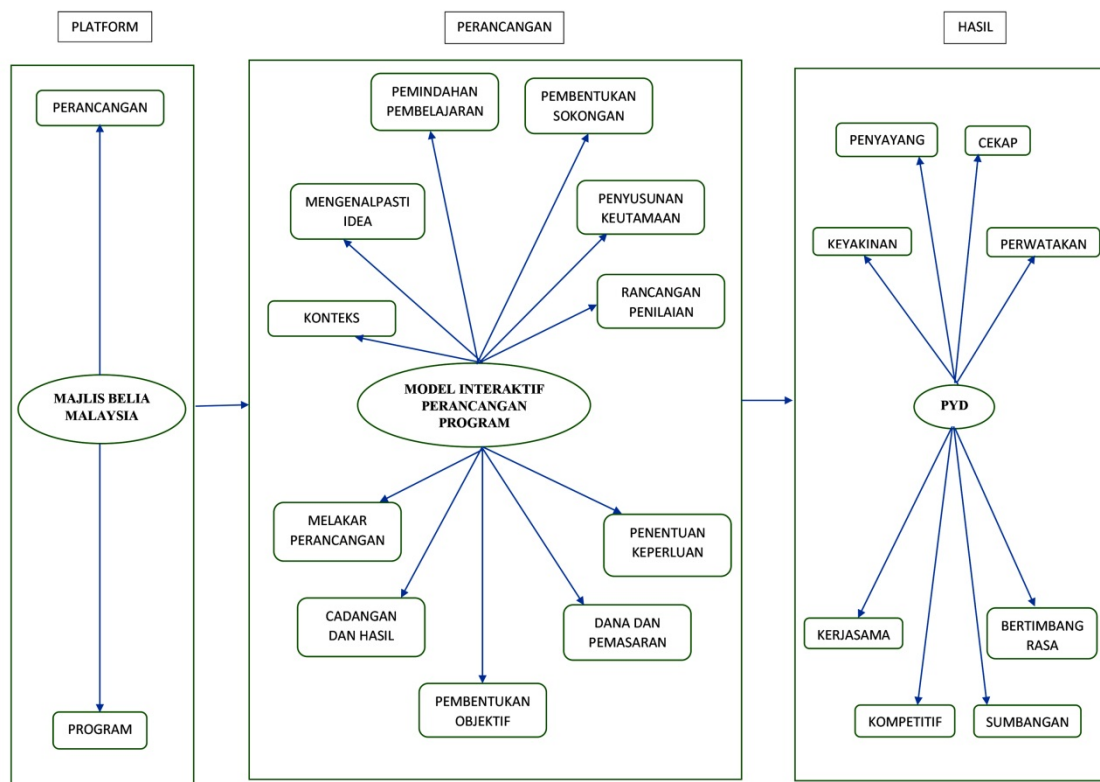 PLATFORM
PERANCANGAN
HASIL
PERANCANGAN
MAJLIS BELIA
MALAYSIA
PROGRAM
PEMINDAHAN
PEMBELAJARAN
PEMBENTUKAN
SOKONGAN
MENGENALPASTI
IDEA
PENYUSUNAN
KEUTAMAAN
KONTEKS
RANCANGAN
PENILAIAN
MODEL INTERAKTIF
PERANCANGAN
PROGRAM
MELAKAR
PERANCANGAN
PENENTUAN
KEPERLUAN
CADANGAN
DAN HASIL
DANA DAN
PEMASARAN
PEMBENTUKAN
OBJEKTIF
PENYAYANG
CEKAP
KEYAKINAN
PERWATAKAN
PYD
KERJASAMA
BERTIMBANG
RASA
KOMPETITIF
SUMBANGAN